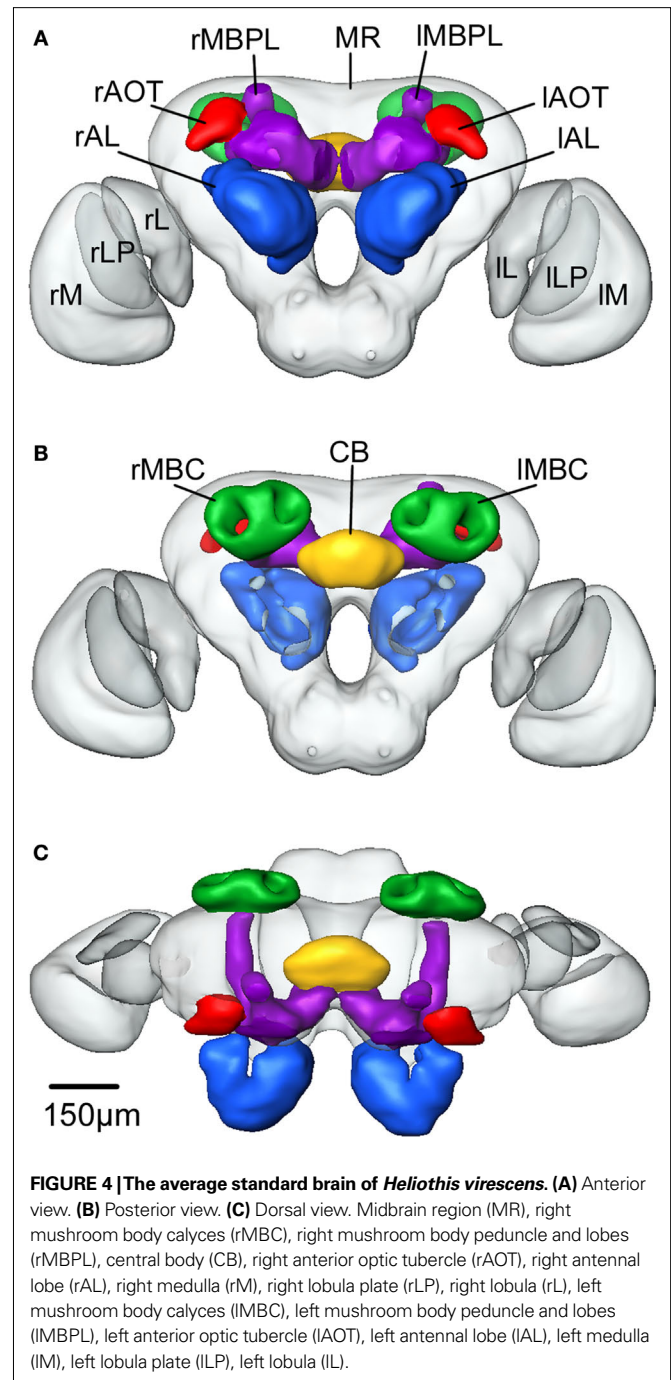 A
rMBPL MR lMBPL
rAOT lAOT
rAL lAL
rL
rLP lL lLP lM
rM
B
CB
rMBC lMBC
C
150µm
FIGURE 4 | The average standard brain of Heliothis virescens. (A) Anterior
view. (B) Posterior view. (C) Dorsal view. Midbrain region (MR), right
mushroom body calyces (rMBC), right mushroom body peduncle and lobes
(rMBPL), central body (CB), right anterior optic tubercle (rAOT), right antennal
lobe (rAL), right medulla (rM), right lobula plate (rLP), right lobula (rL), left
mushroom body calyces (lMBC), left mushroom body peduncle and lobes
(lMBPL), left anterior optic tubercle (lAOT), left antennal lobe (lAL), left medulla
(lM), left lobula plate (lLP), left lobula (lL).